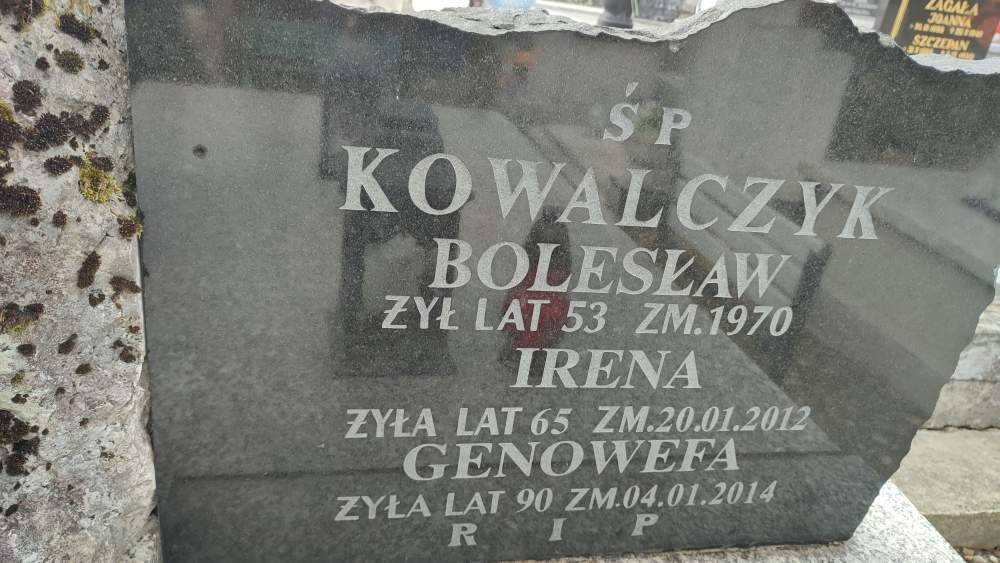 Ś P
KOWALCZYK
BOLESŁAW
ŻYŁ LAT 53 ZM.1970
IRENA
ŻYŁA LAT 65 ZM.20.01.2012
GENOWEFA
ŻYŁA LAT 90 ZM.04.01.2014
R I P
ZAGAŁA
JOANNA
SZCZEPAN